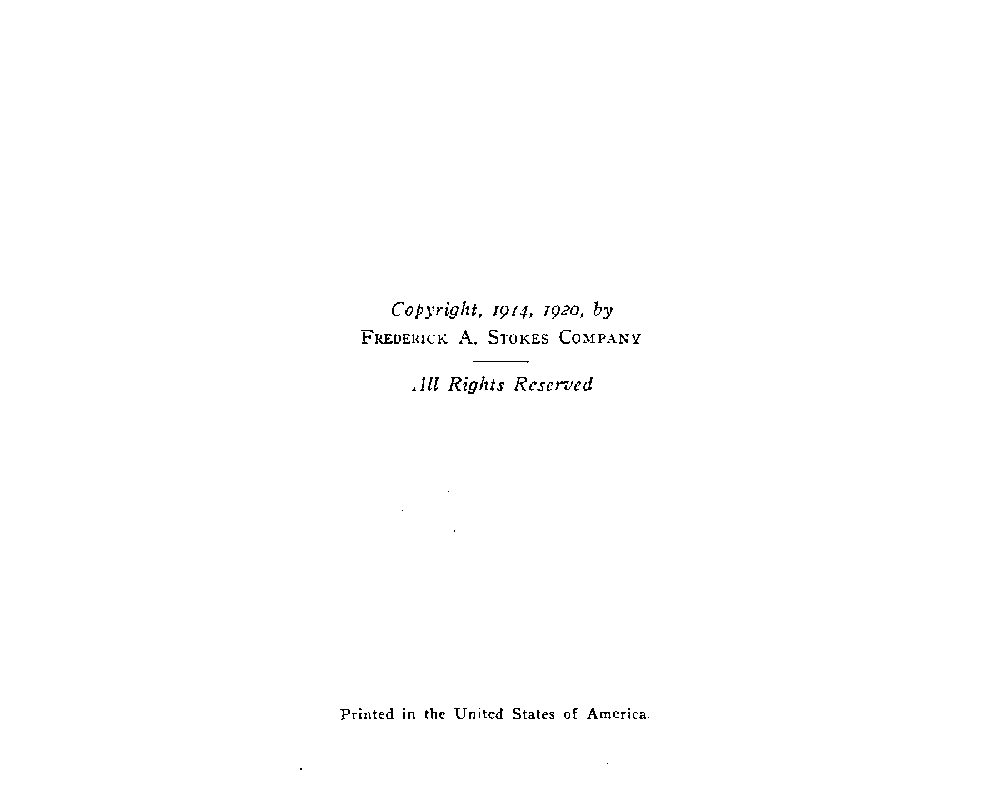 Copyright, 1914, 1920, by
FREDERICK A. STOKES COMPANY
All Rights Reserved
Printed in the United States of America.